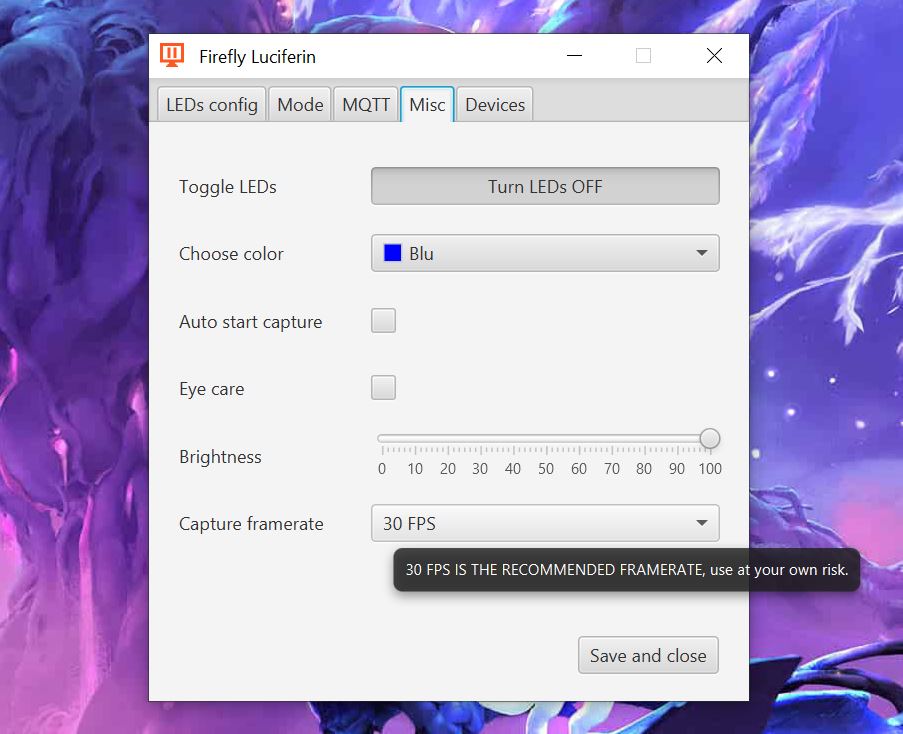 Firefly Luciferin
LEDs config Mode MQTT Misc Devices
Toggle LEDs Turn LEDs OFF
Choose color Blu
Auto start capture
Eye care
Brightness
0 10 20 30 40 50 60 70 80 90 100
Capture framerate 30 FPS
30 FPS IS THE RECOMMENDED FRAMERATE, use at your own risk.
Save and close